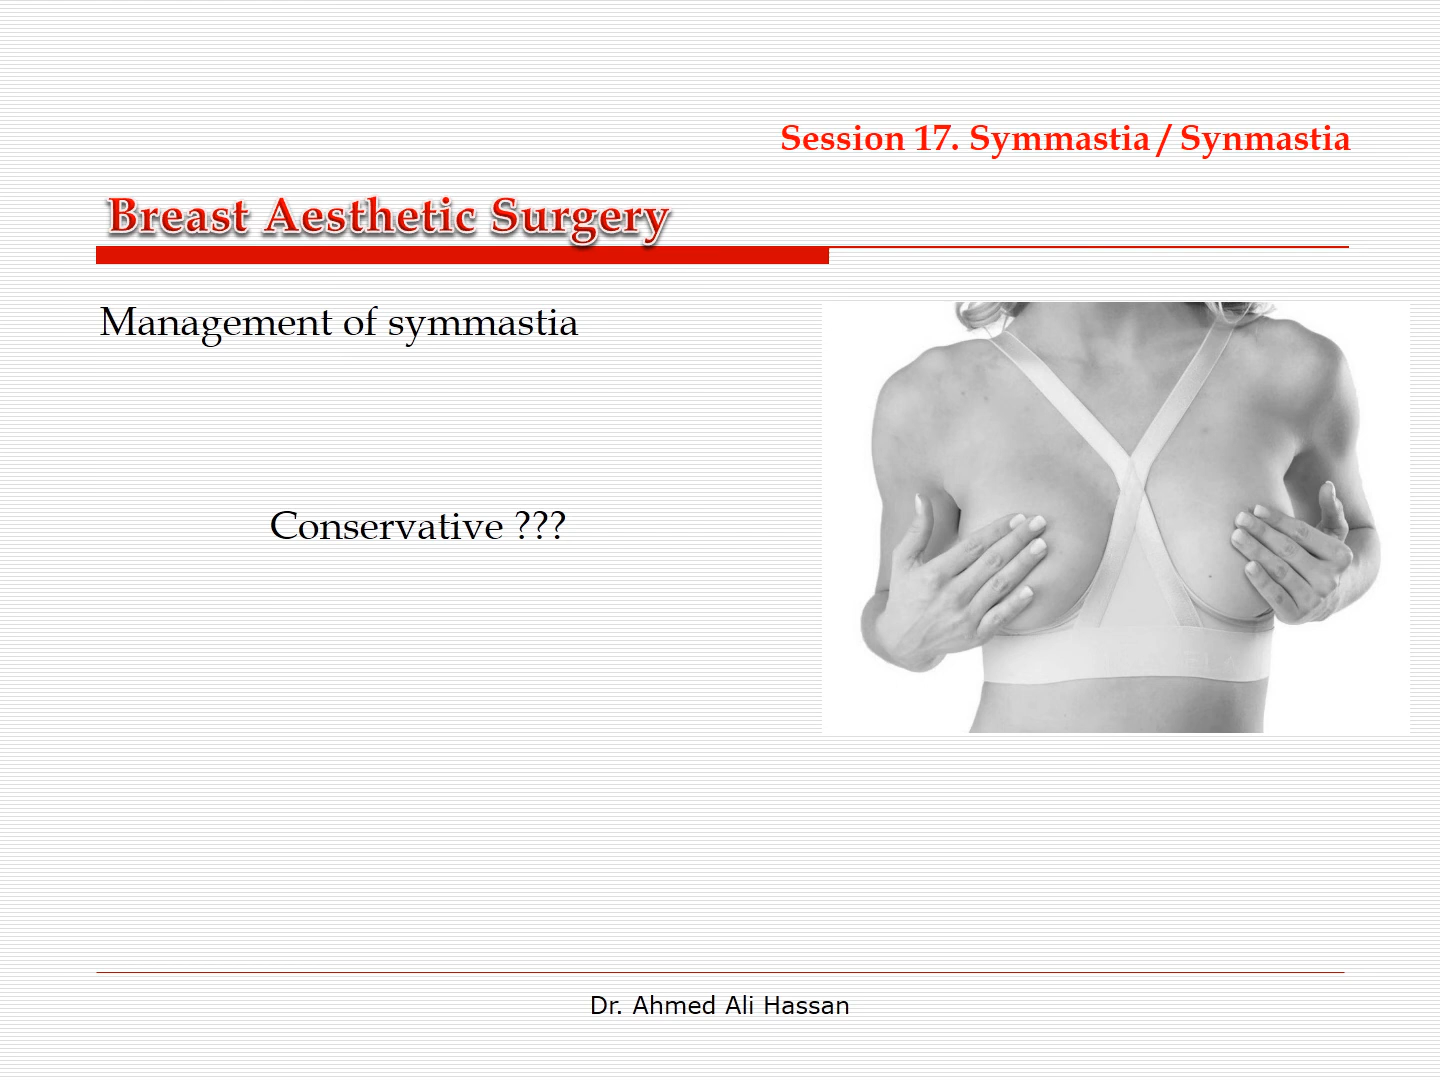 Session 17. Symmastia / Synmastia
Breast Aesthetic Surgery
Management of symmastia
Conservative ???
Dr. Ahmed Ali Hassan